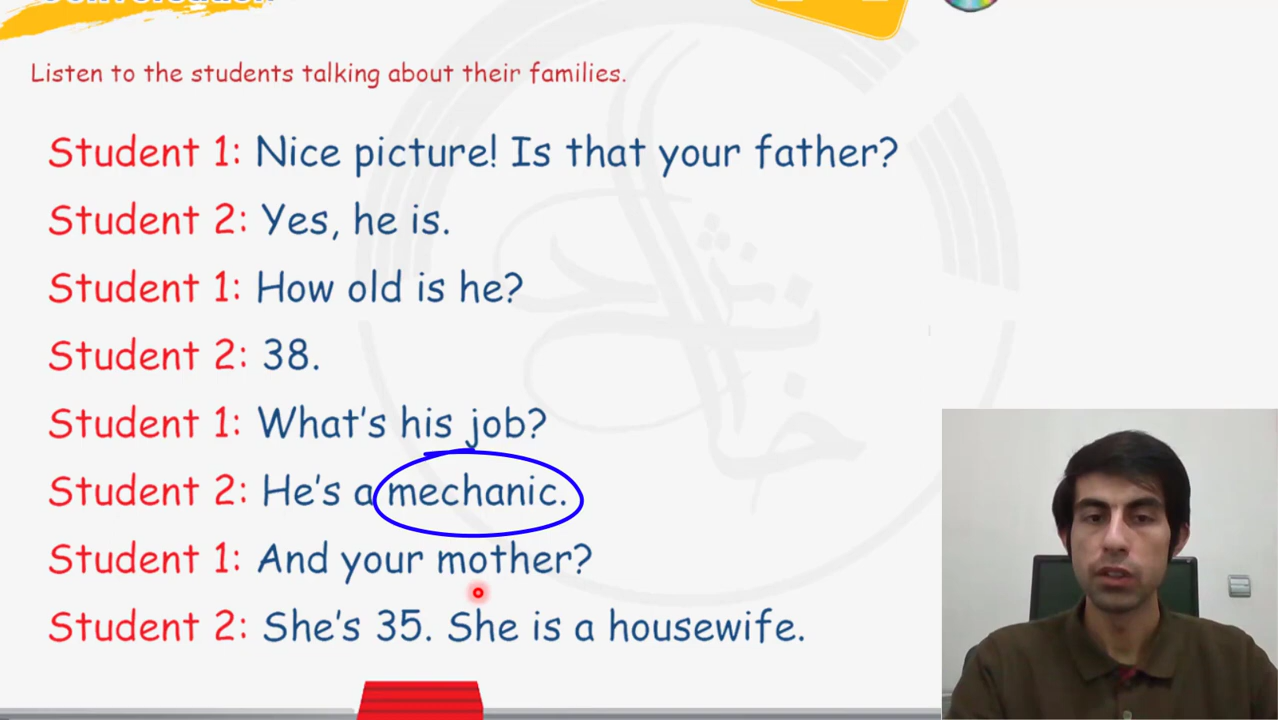 Listen to the students talking about their families.
Student 1: Nice picture! Is that your father?
Student 2: Yes, he is.
Student 1: How old is he?
Student 2: 38.
Student 1: What's his job?
Student 2: He's a mechanic.
Student 1: And your mother?
Student 2: She's 35. She is a housewife.